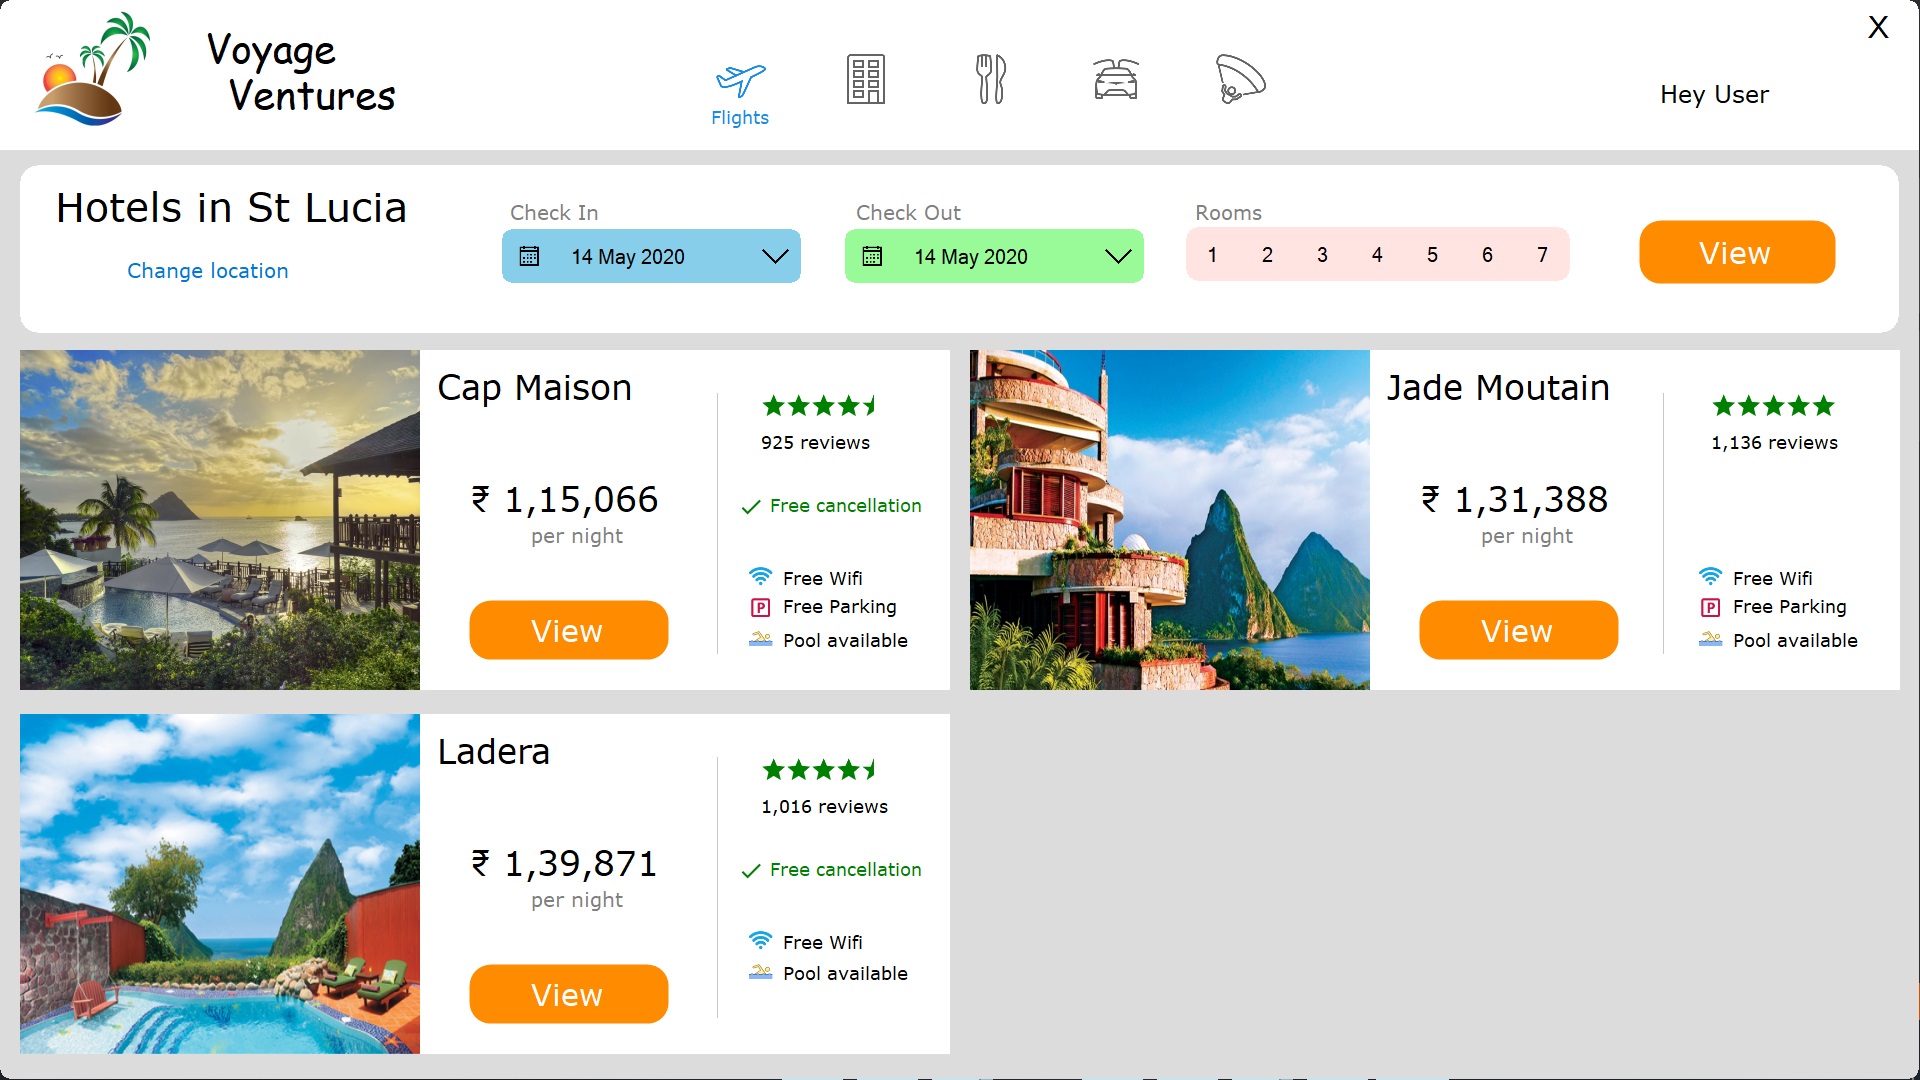 X
Voyage
Ventures
Flights
Hey User
Hotels in St Lucia
Change location
Check In
14 May 2020
Check Out
14 May 2020
Rooms
1 2 3 4 5 6 7
View
Cap Maison
₹ 1,15,066
per night
View
925 reviews
Free cancellation
Free Wifi
P Free Parking
Pool available
Jade Moutain
₹ 1,31,388
per night
View
1,136 reviews
Free Wifi
P Free Parking
Pool available
Ladera
₹ 1,39,871
per night
View
1,016 reviews
Free cancellation
Free Wifi
Pool available